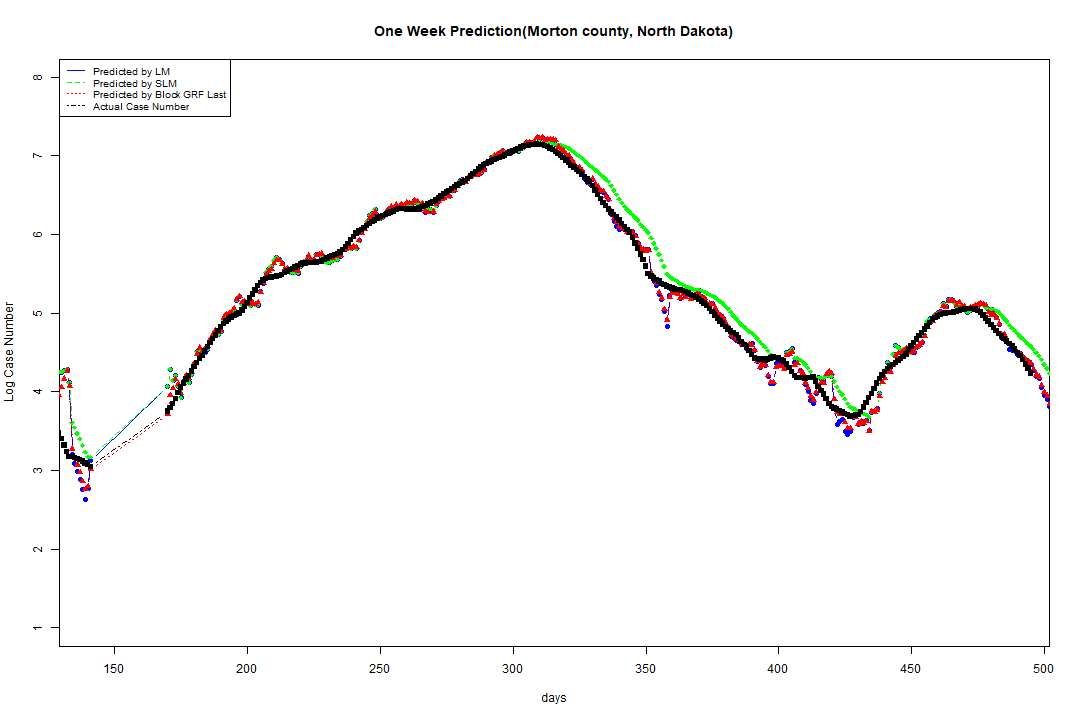 One Week Prediction(Morton county, North Dakota)
Predicted by LM
Predicted by SLM
Predicted by Block GRF Last
Actual Case Number
8
7
6
5
4
3
2
1
Log Case Number
150 200 250 300 350 400 450 500
days